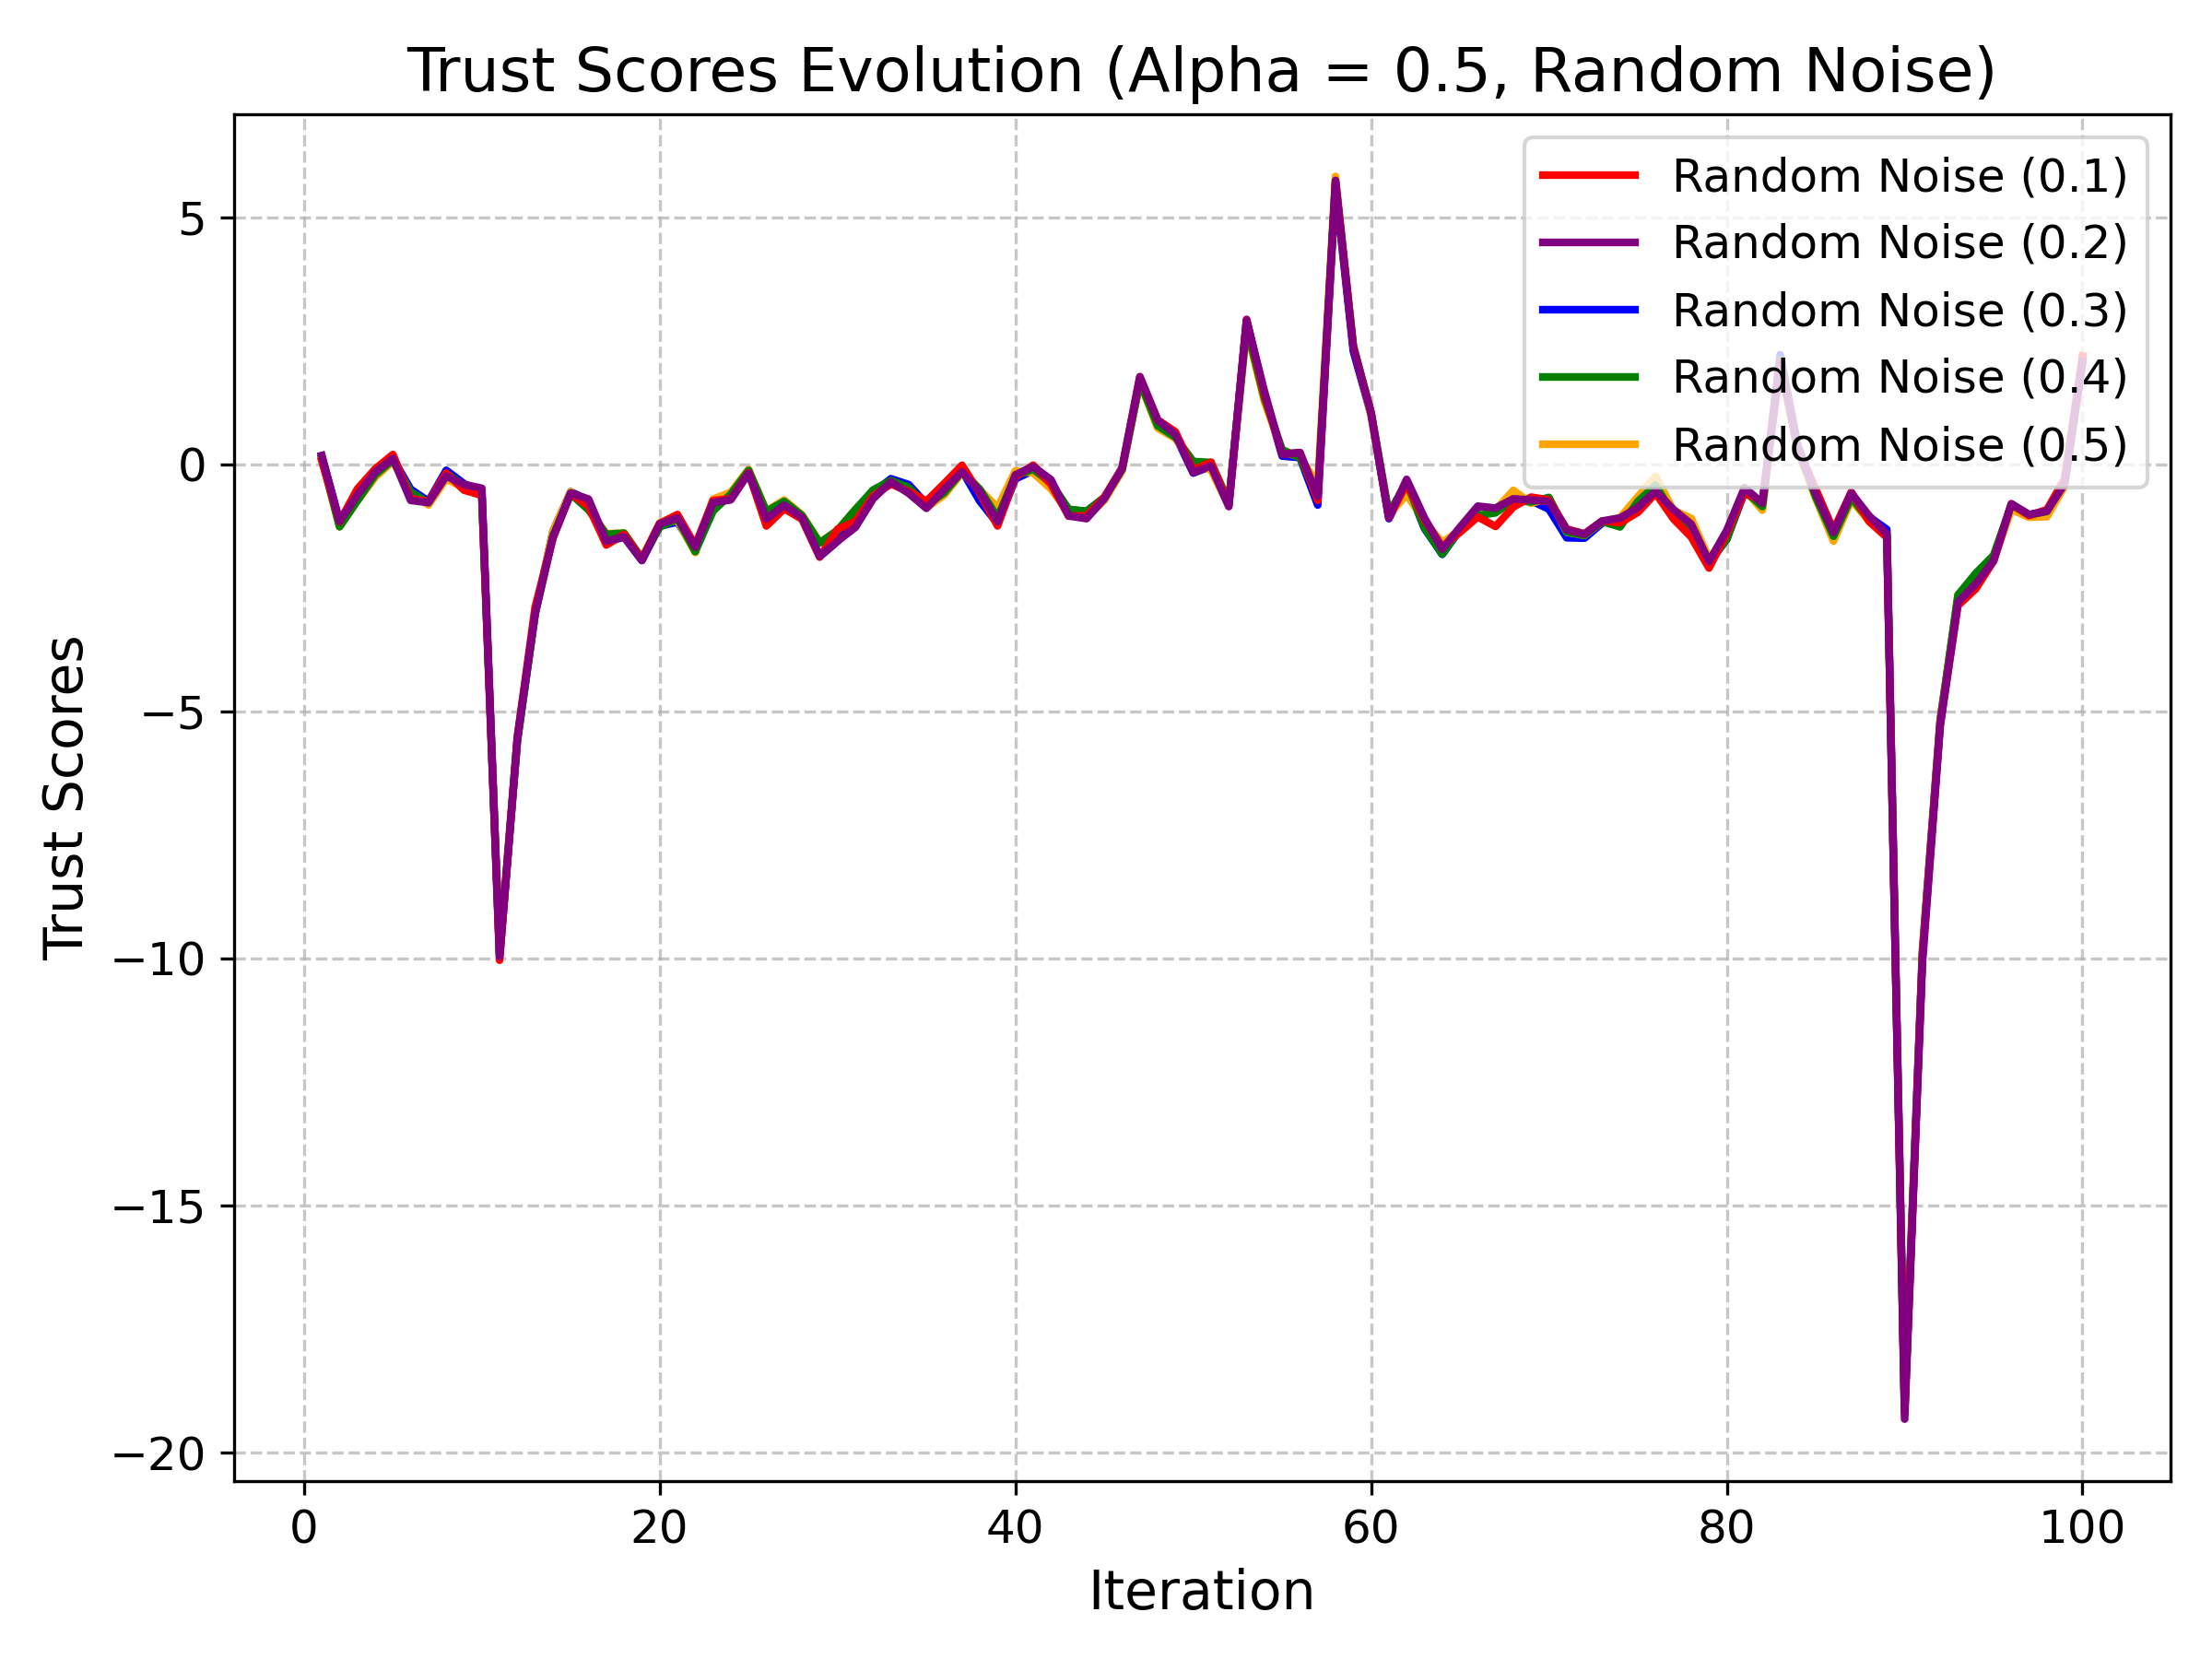 Trust Scores Evolution (Alpha = 0.5, Random Noise)
Random Noise (0.1)
Random Noise (0.2)
Random Noise (0.3)
Random Noise (0.4)
Random Noise (0.5)
Trust Scores
5
0
−5
−10
−15
−20
0 20 40 60 80 100
Iteration